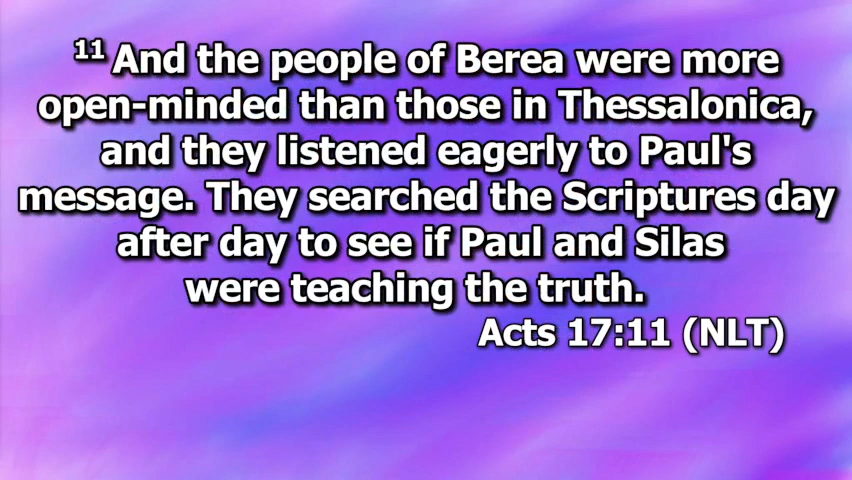 11 And the people of Berea were more
open-minded than those in Thessalonica,
and they listened eagerly to Paul's
message. They searched the Scriptures day
after day to see if Paul and Silas
were teaching the truth.
Acts 17:11 (NLT)